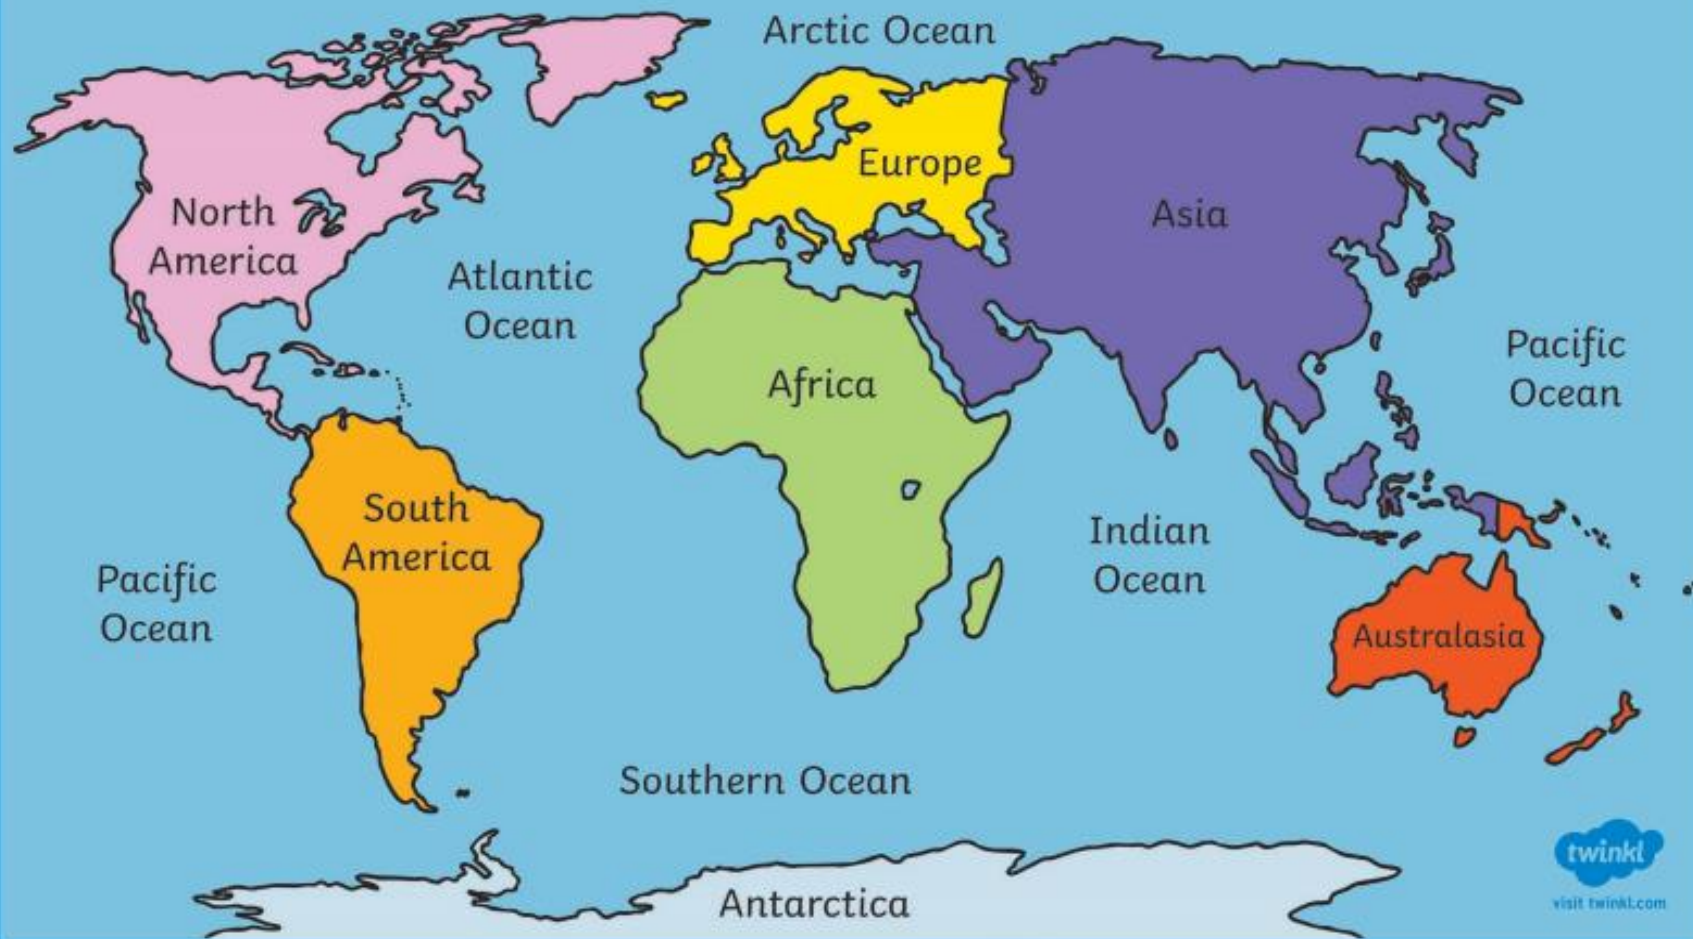 Arctic Ocean
Europe
North
America
Asia
Atlantic
Ocean
Pacific
Ocean
Africa
South
America
Indian
Ocean
Pacific
Ocean
Australasia
Southern Ocean
Antarctica
twinkl
visit twinkl.com